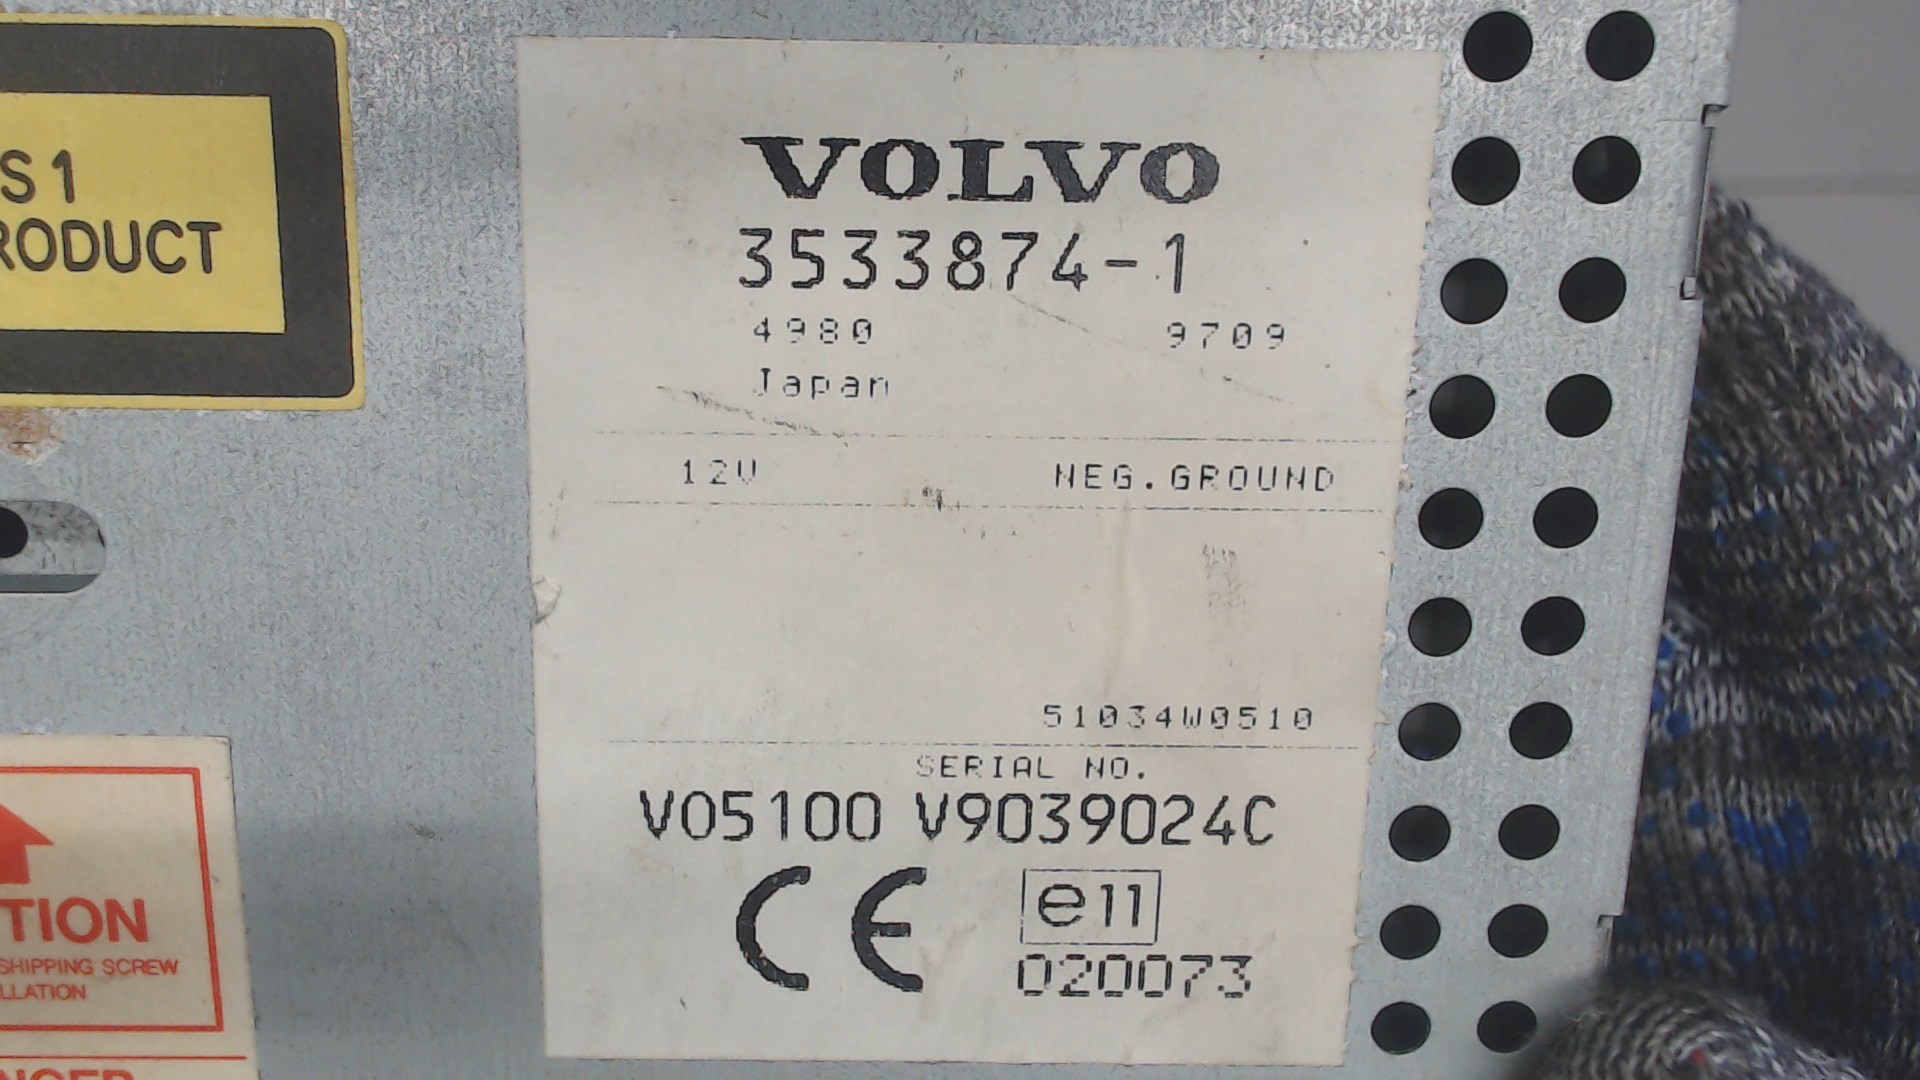 S 1
RODUCT
VOLVO
3533874-1
4980 9709
Japan
12V NEG.GROUND
51034W0510
SERIAL NO.
V05100 V9039024C
CE e11
020073
TION
SHIPPING SCREW
LLATION